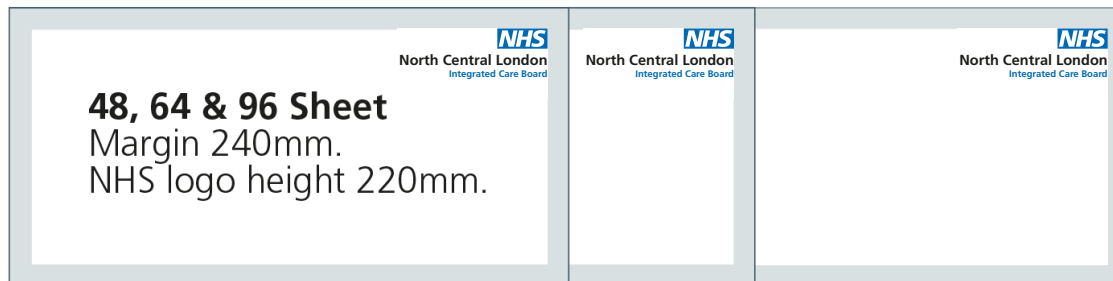 NHS
North Central London
Integrated Care Board
NHS
North Central London
Integrated Care Board
NHS
North Central London
Integrated Care Board
48, 64 & 96 Sheet
Margin 240mm.
NHS logo height 220mm.